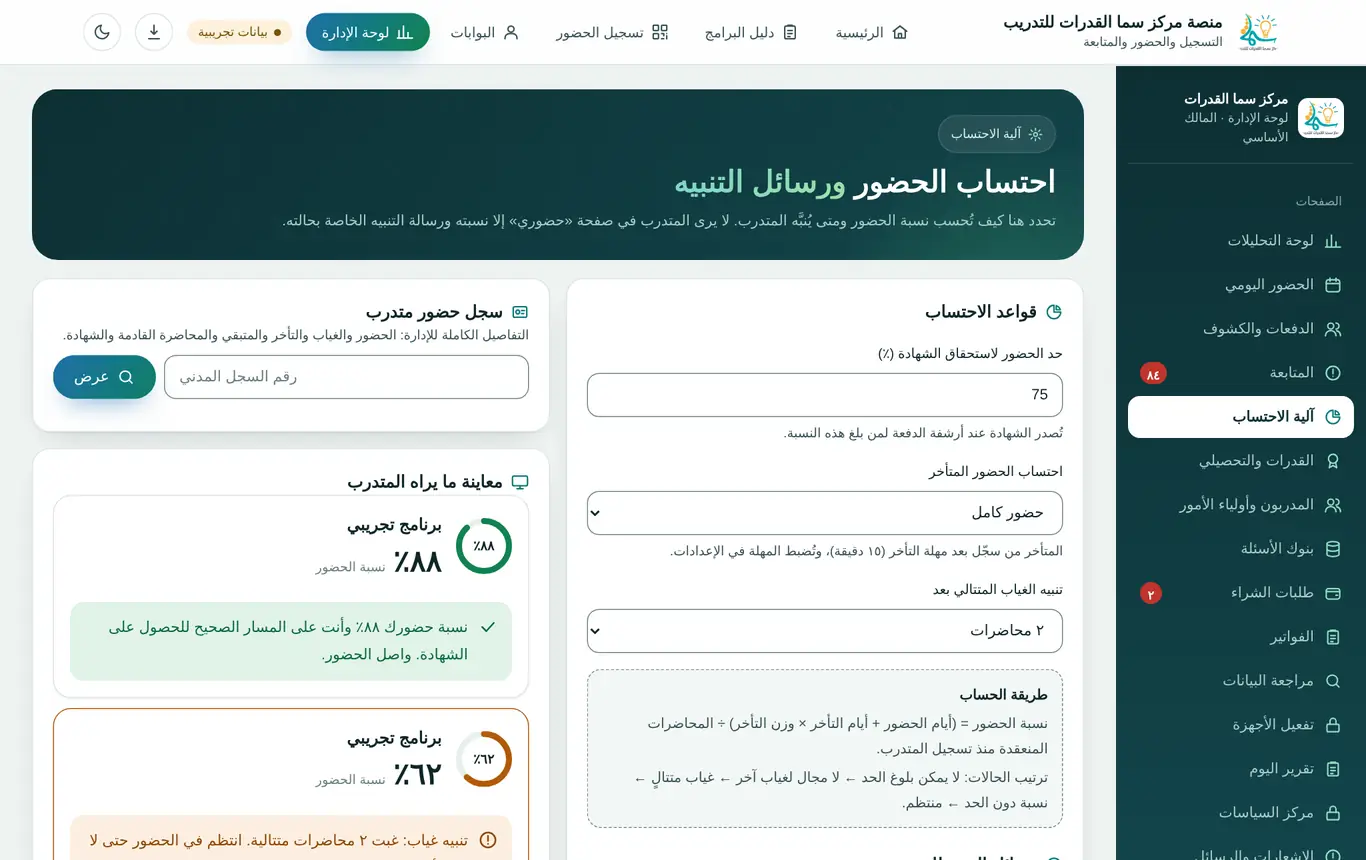 منصة مركز سما القدرات للتدريب
التسجيل والحضور والمتابعة
الرئيسية
دليل البرامج
تسجيل الحضور
البوابات
لوحة الإدارة
بيانات تجريبية
مركز سما القدرات
لوحة الإدارة · المالك
الأساسي
الصفحات
لوحة التحليلات
الحضور اليومي
الدفعات والكشوف
المتابعة
٨٤
آلية الاحتساب
القدرات والتحصيلي
المدربون وأولياء الأمور
بنوك الأسئلة
طلبات الشراء
٢
الفواتير
مراجعة البيانات
تفعيل الأجهزة
تقرير اليوم
مركز السياسات
الإشعارات والرسائل
آلية الاحتساب
احتساب الحضور ورسائل التنبيه
تحدد هنا كيف تُحسب نسبة الحضور ومتى يُنبَّه المتدرب. لا يرى المتدرب في صفحة «حضوري» إلا نسبته ورسالة التنبيه الخاصة بحالته.
قواعد الاحتساب
حد الحضور لاستحقاق الشهادة (٪)
75
تُصدر الشهادة عند أرشفة الدفعة لمن بلغ هذه النسبة.
احتساب الحضور المتأخر
حضور كامل
المتأخر من سجّل بعد مهلة التأخر (١٥ دقيقة)، وتُضبط المهلة في الإعدادات.
تنبيه الغياب المتتالي بعد
٢ محاضرات
طريقة الحساب
نسبة الحضور = (أيام الحضور + أيام التأخر × وزن التأخر) ÷ المحاضرات
المنعقدة منذ تسجيل المتدرب.
ترتيب الحالات: لا يمكن بلوغ الحد ← لا مجال لغياب آخر ← غياب متتالٍ ←
نسبة دون الحد ← منتظم.
سجل حضور متدرب
التفاصيل الكاملة للإدارة: الحضور والغياب والتأخر والمتبقي والمحاضرة القادمة والشهادة.
رقم السجل المدني
عرض
معاينة ما يراه المتدرب
٨٨٪
برنامج تجريبي
٨٨٪ نسبة الحضور
نسبة حضورك ٨٨٪ وأنت على المسار الصحيح للحصول على
الشهادة. واصل الحضور.
٦٢٪
برنامج تجريبي
٦٢٪ نسبة الحضور
تنبيه غياب: غبت ٢ محاضرات متتالية. انتظم في الحضور حتى لا